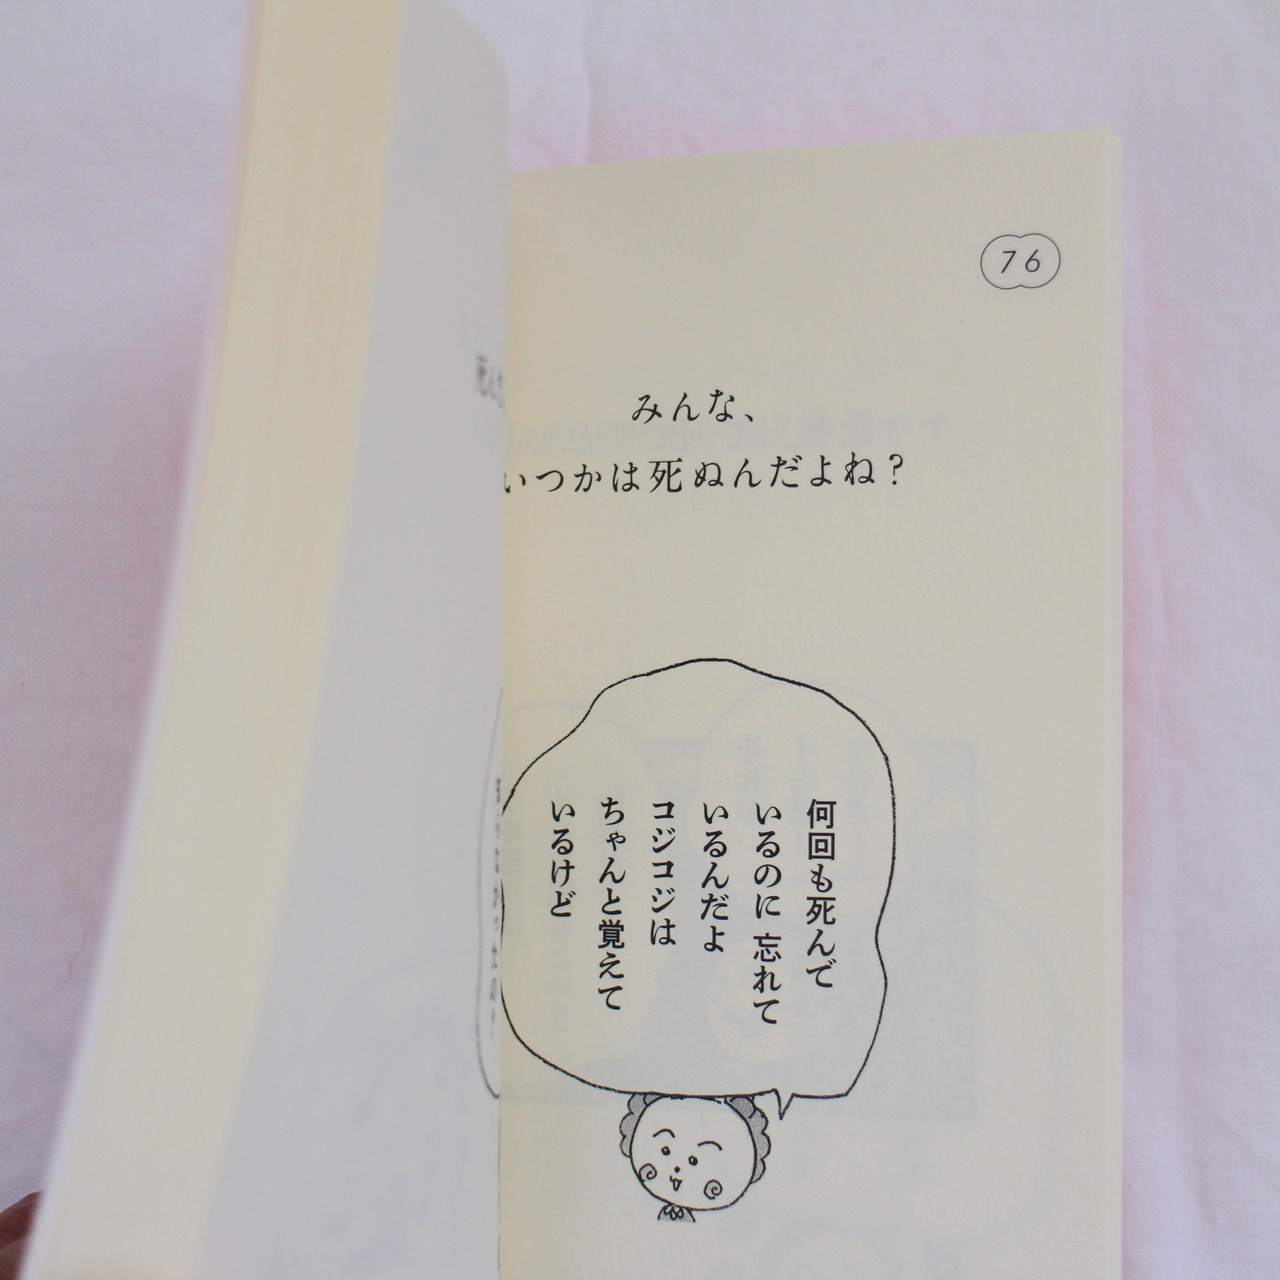 76
みんな、
いつかは死ぬんだよね?
何回も死んで
いるのに 忘れて
いるんだよ
コジコジは
ちゃんと覚えて
いるけど